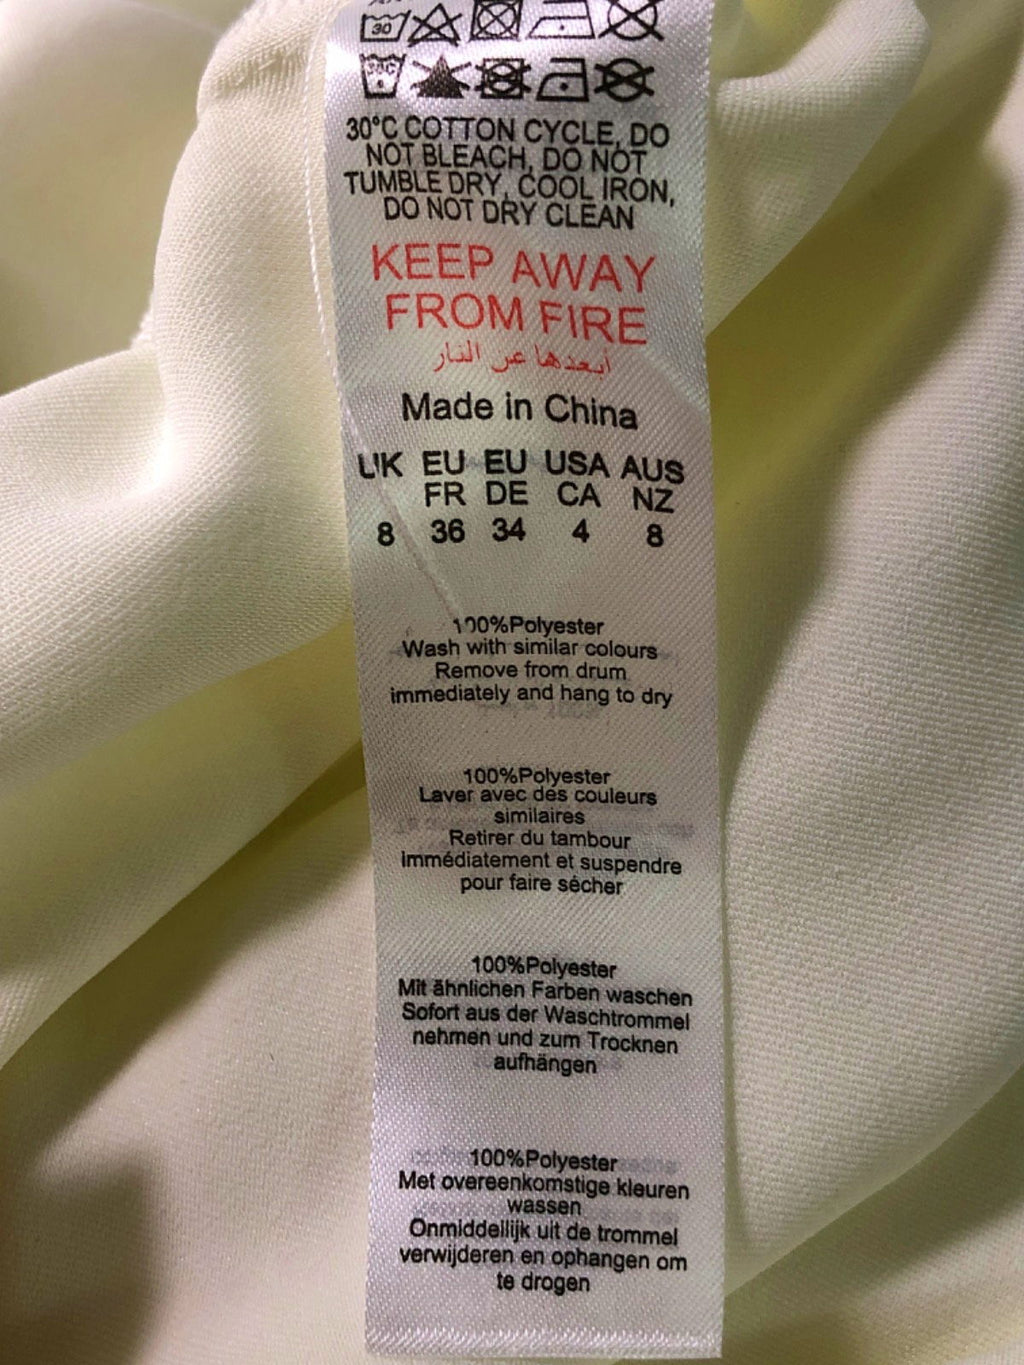 30
30°C
30°C COTTON CYCLE, DO
NOT BLEACH, DO NOT
TUMBLE DRY, COOL IRON,
DO NOT DRY CLEAN
KEEP AWAY
FROM FIRE
أبعدها عن النار
Made in China
UK EU EU USA AUS
FR DE CA NZ
8 36 34 4 8
100%Polyester
Wash with similar colours
Remove from drum
immediately and hang to dry
100%Polyester
Laver avec des couleurs
similaires
Retirer du tambour
immédiatement et suspendre
pour faire sécher
100%Polyester
Mit ähnlichen Farben waschen
Sofort aus der Waschtrommel
nehmen und zum Trocknen
aufhängen
100%Polyester
Met overeenkomstige kleuren
wassen
Onmiddellijk uit de trommel
verwijderen en ophangen om
te drogen